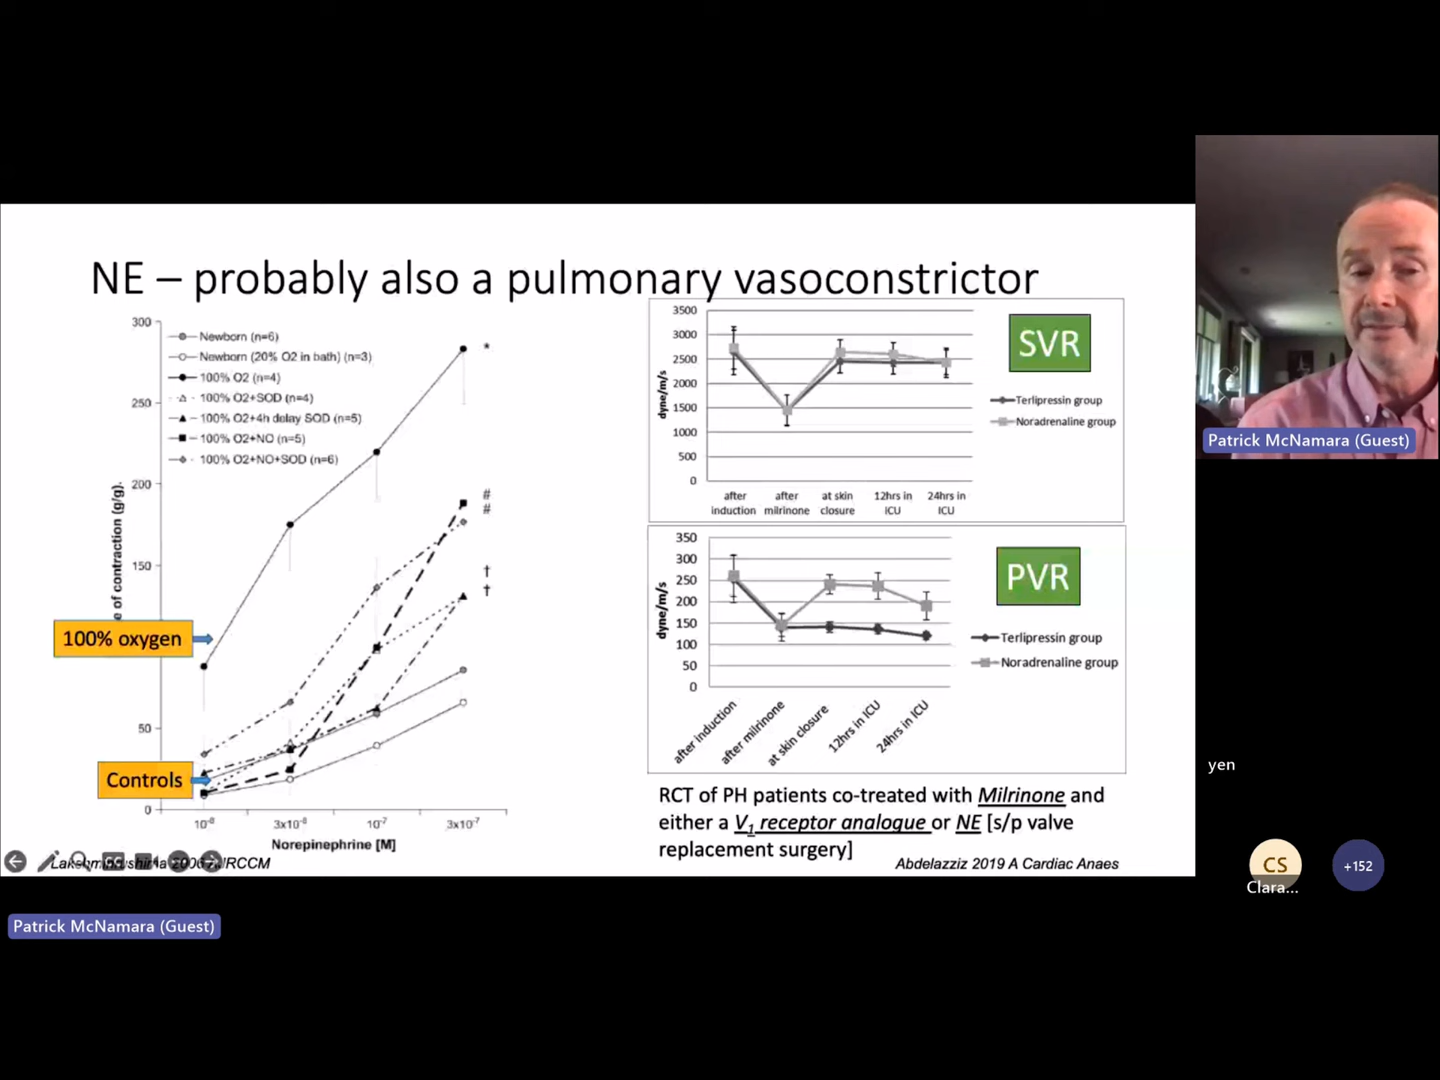 NE – probably also a pulmonary vasoconstrictor
300
250
200
150
50
0
Newborn (n=6)
Newborn (20% O2 in bath) (n=3)
100% O2 (n=4)
100% O2+SOD (n=4)
100% O2+4h delay SOD (n=5)
100% O2+NO (n=5)
100% O2+NO+SOD (n=6)
*
#
#
†
†
e of contraction (g/g).
100% oxygen
Controls
10⁻⁸
3x10⁻⁸
10⁻⁷
3x10⁻⁷
Norepinephrine [M]
2006 AJRCCM
3500
3000
2500
2000
1500
1000
500
0
dyne/m/s
after induction
after milrinone
at skin closure
12hrs in ICU
24hrs in ICU
SVR
Terlipressin group
Noradrenaline group
350
300
250
200
150
100
50
0
dyne/m/s
after induction
after milrinone
at skin closure
12hrs in ICU
24hrs in ICU
PVR
Terlipressin group
Noradrenaline group
RCT of PH patients co-treated with Milrinone and
either a V₁ receptor analogue or NE [s/p valve
replacement surgery]
Abdelazziz 2019 A Cardiac Anaes
Patrick McNamara (Guest)
yen
CS
Clara...
+152
Patrick McNamara (Guest)